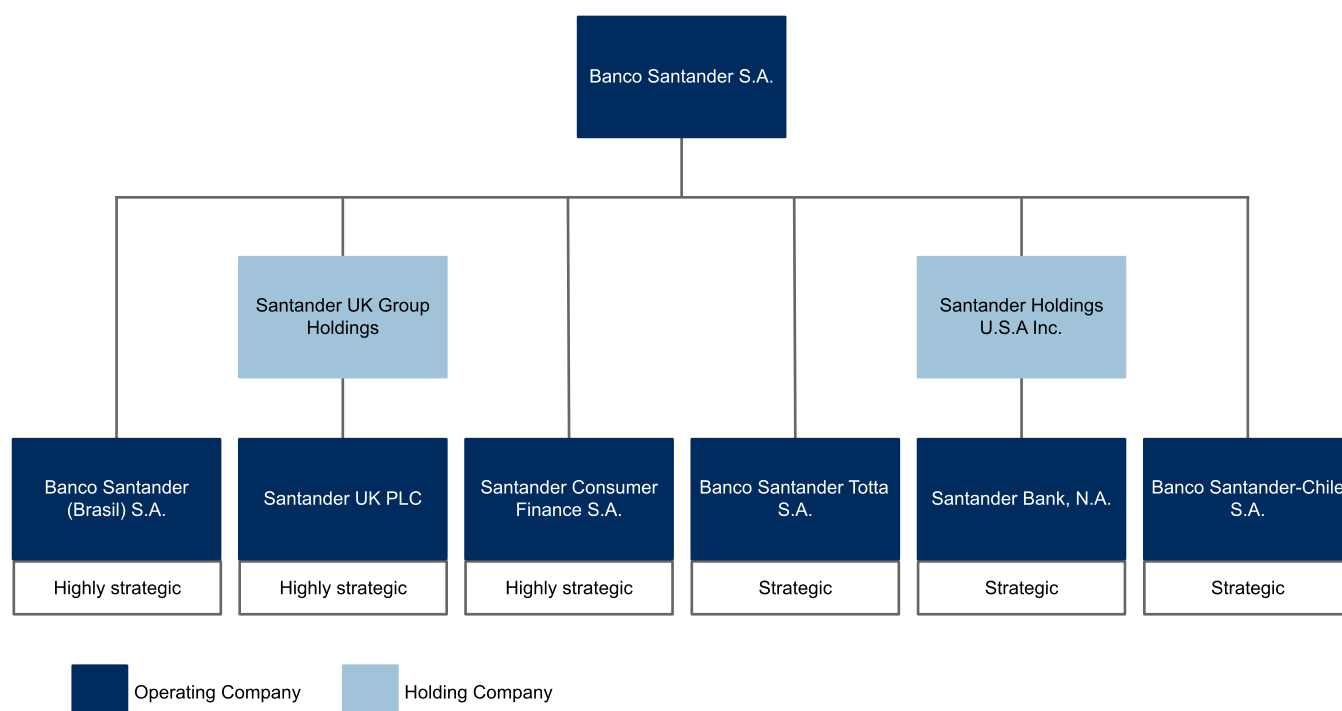 Banco Santander S.A.
Santander UK Group
Holdings
Santander Holdings
U.S.A Inc.
Banco Santander
(Brasil) S.A.
Santander UK PLC
Santander Consumer
Finance S.A.
Banco Santander Totta
S.A.
Santander Bank, N.A.
Banco Santander-Chile
S.A.
Highly strategic
Highly strategic
Highly strategic
Strategic
Strategic
Strategic
Operating Company
Holding Company